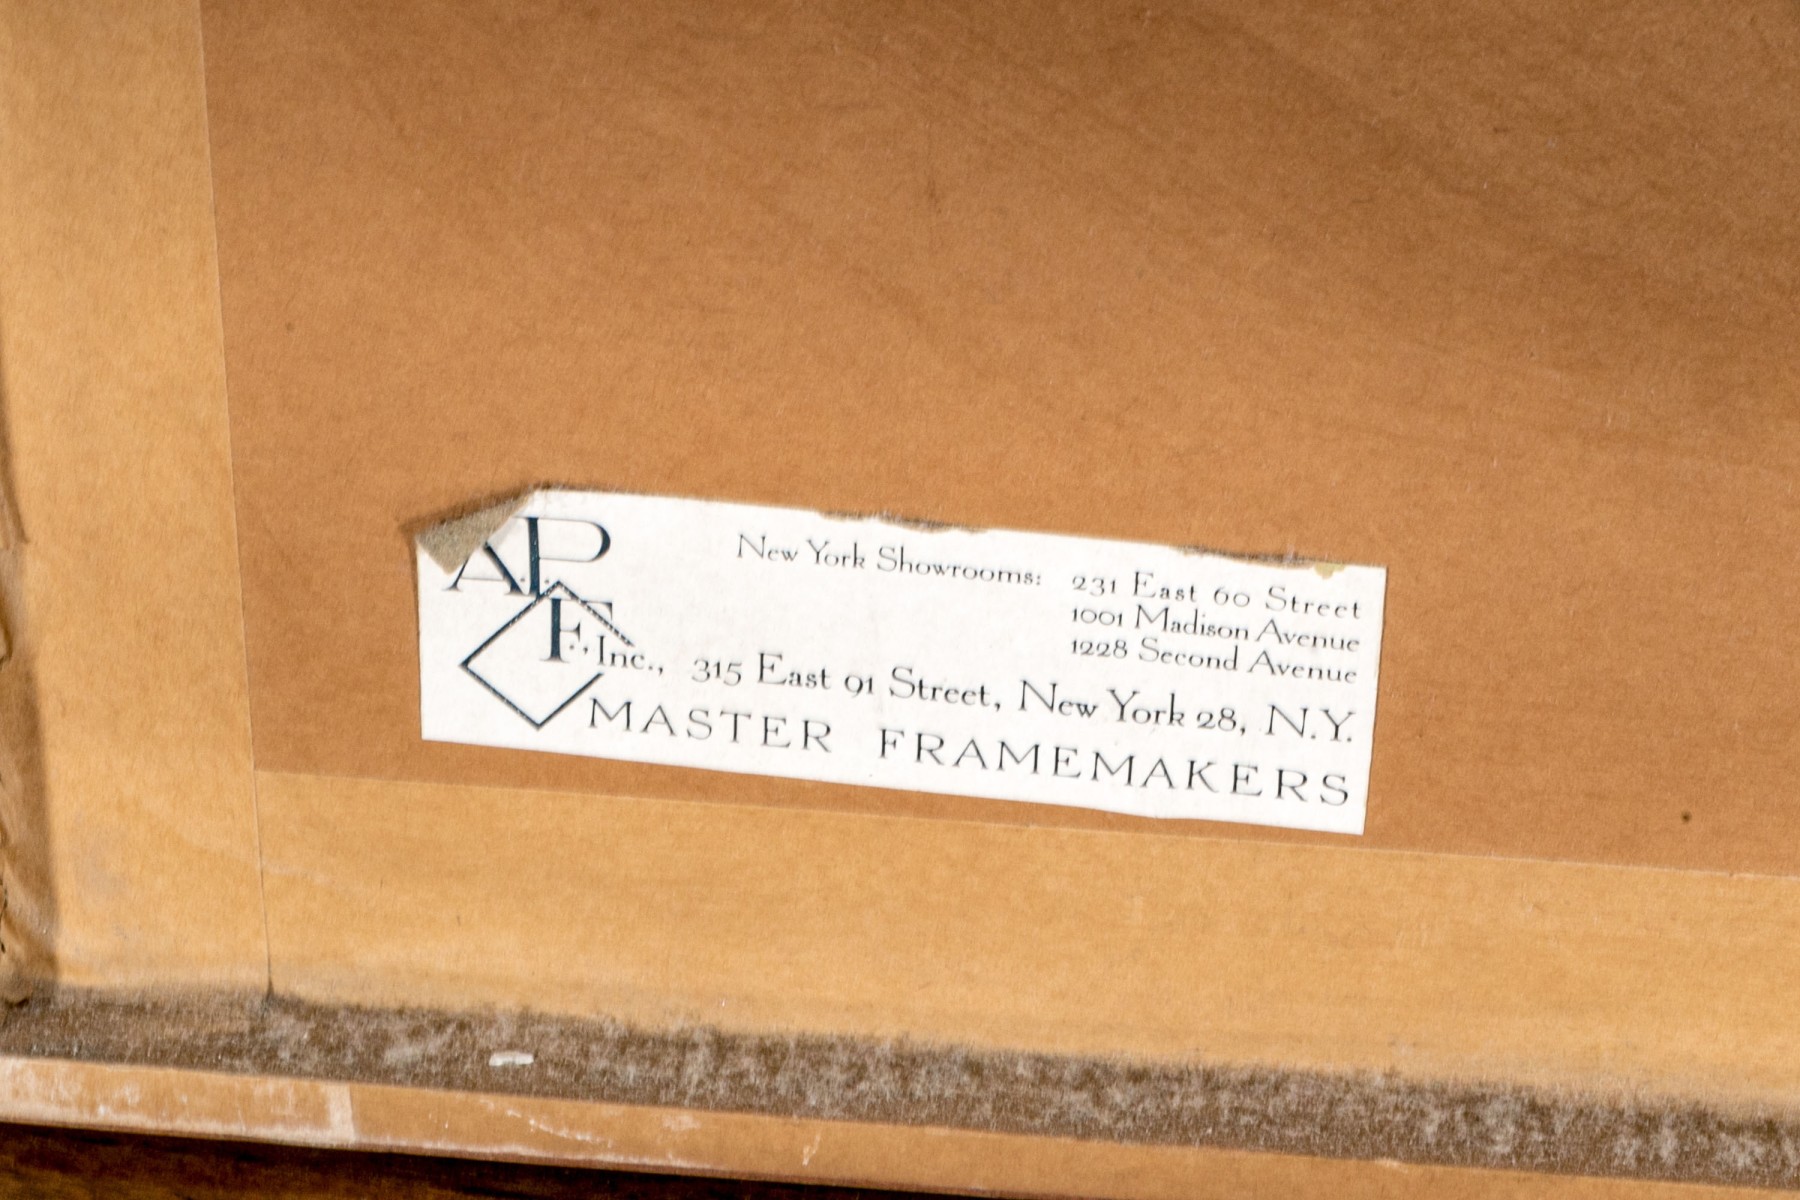 A.P.
F., Inc., 315 East 91 Street, New York 28, N.Y.
New York Showrooms: 231 East 60 Street
1001 Madison Avenue
1228 Second Avenue
MASTER FRAMEMAKERS